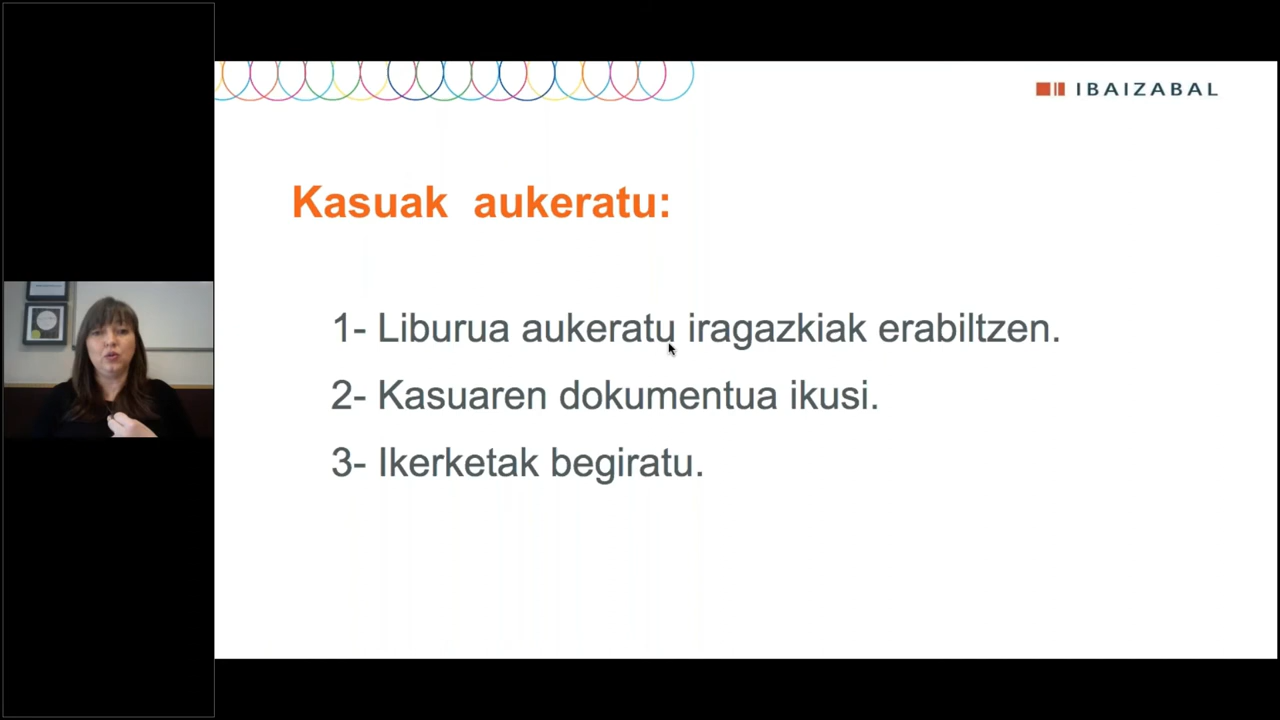 IBAIZABAL
Kasuak aukeratu:
1- Liburua aukeratu iragazkiak erabiltzen.
2- Kasuaren dokumentua ikusi.
3- Ikerketak begiratu.